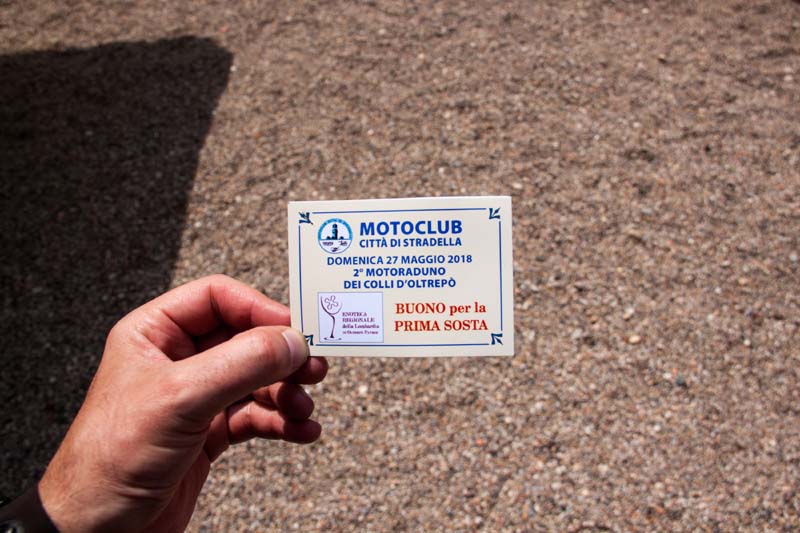 MOTOCLUB
CITTÀ DI STRADELLA
DOMENICA 27 MAGGIO 2018
2° MOTORADUNO
DEI COLLI D'OLTREPÒ
ENOTECA
REGIONALE
della Lombardia
BUONO per la
PRIMA SOSTA